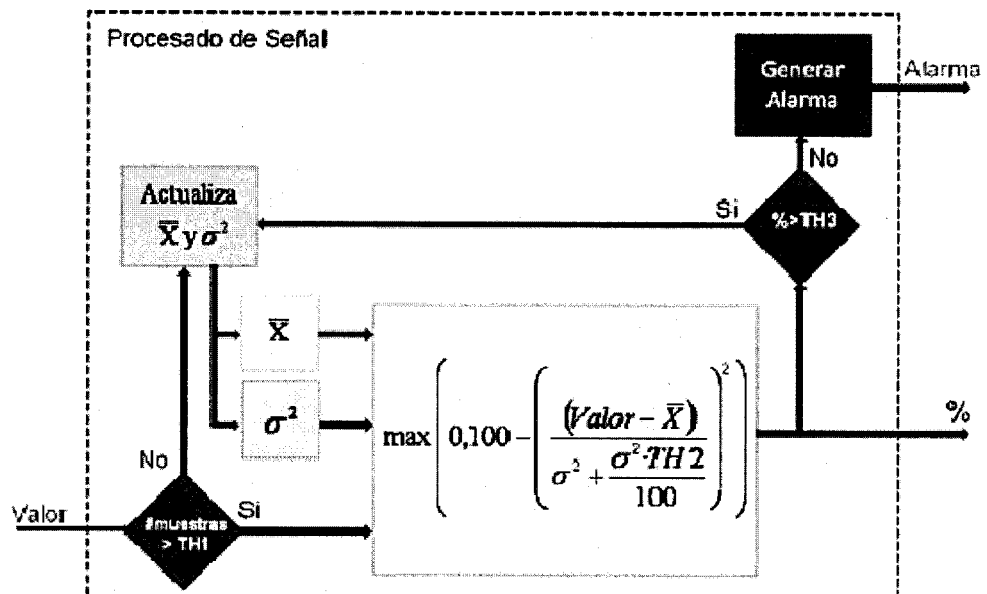 Procesado de Señal
Generar
Alarma
Alarma
No
Si
%>TH3
Actualiza
X̅ y σ²
X̅
σ²
max(0,100-((Valor-X̅)/(σ²+(σ²·TH2)/100))²)
%
No
Valor
#muestras
> TH1
Si